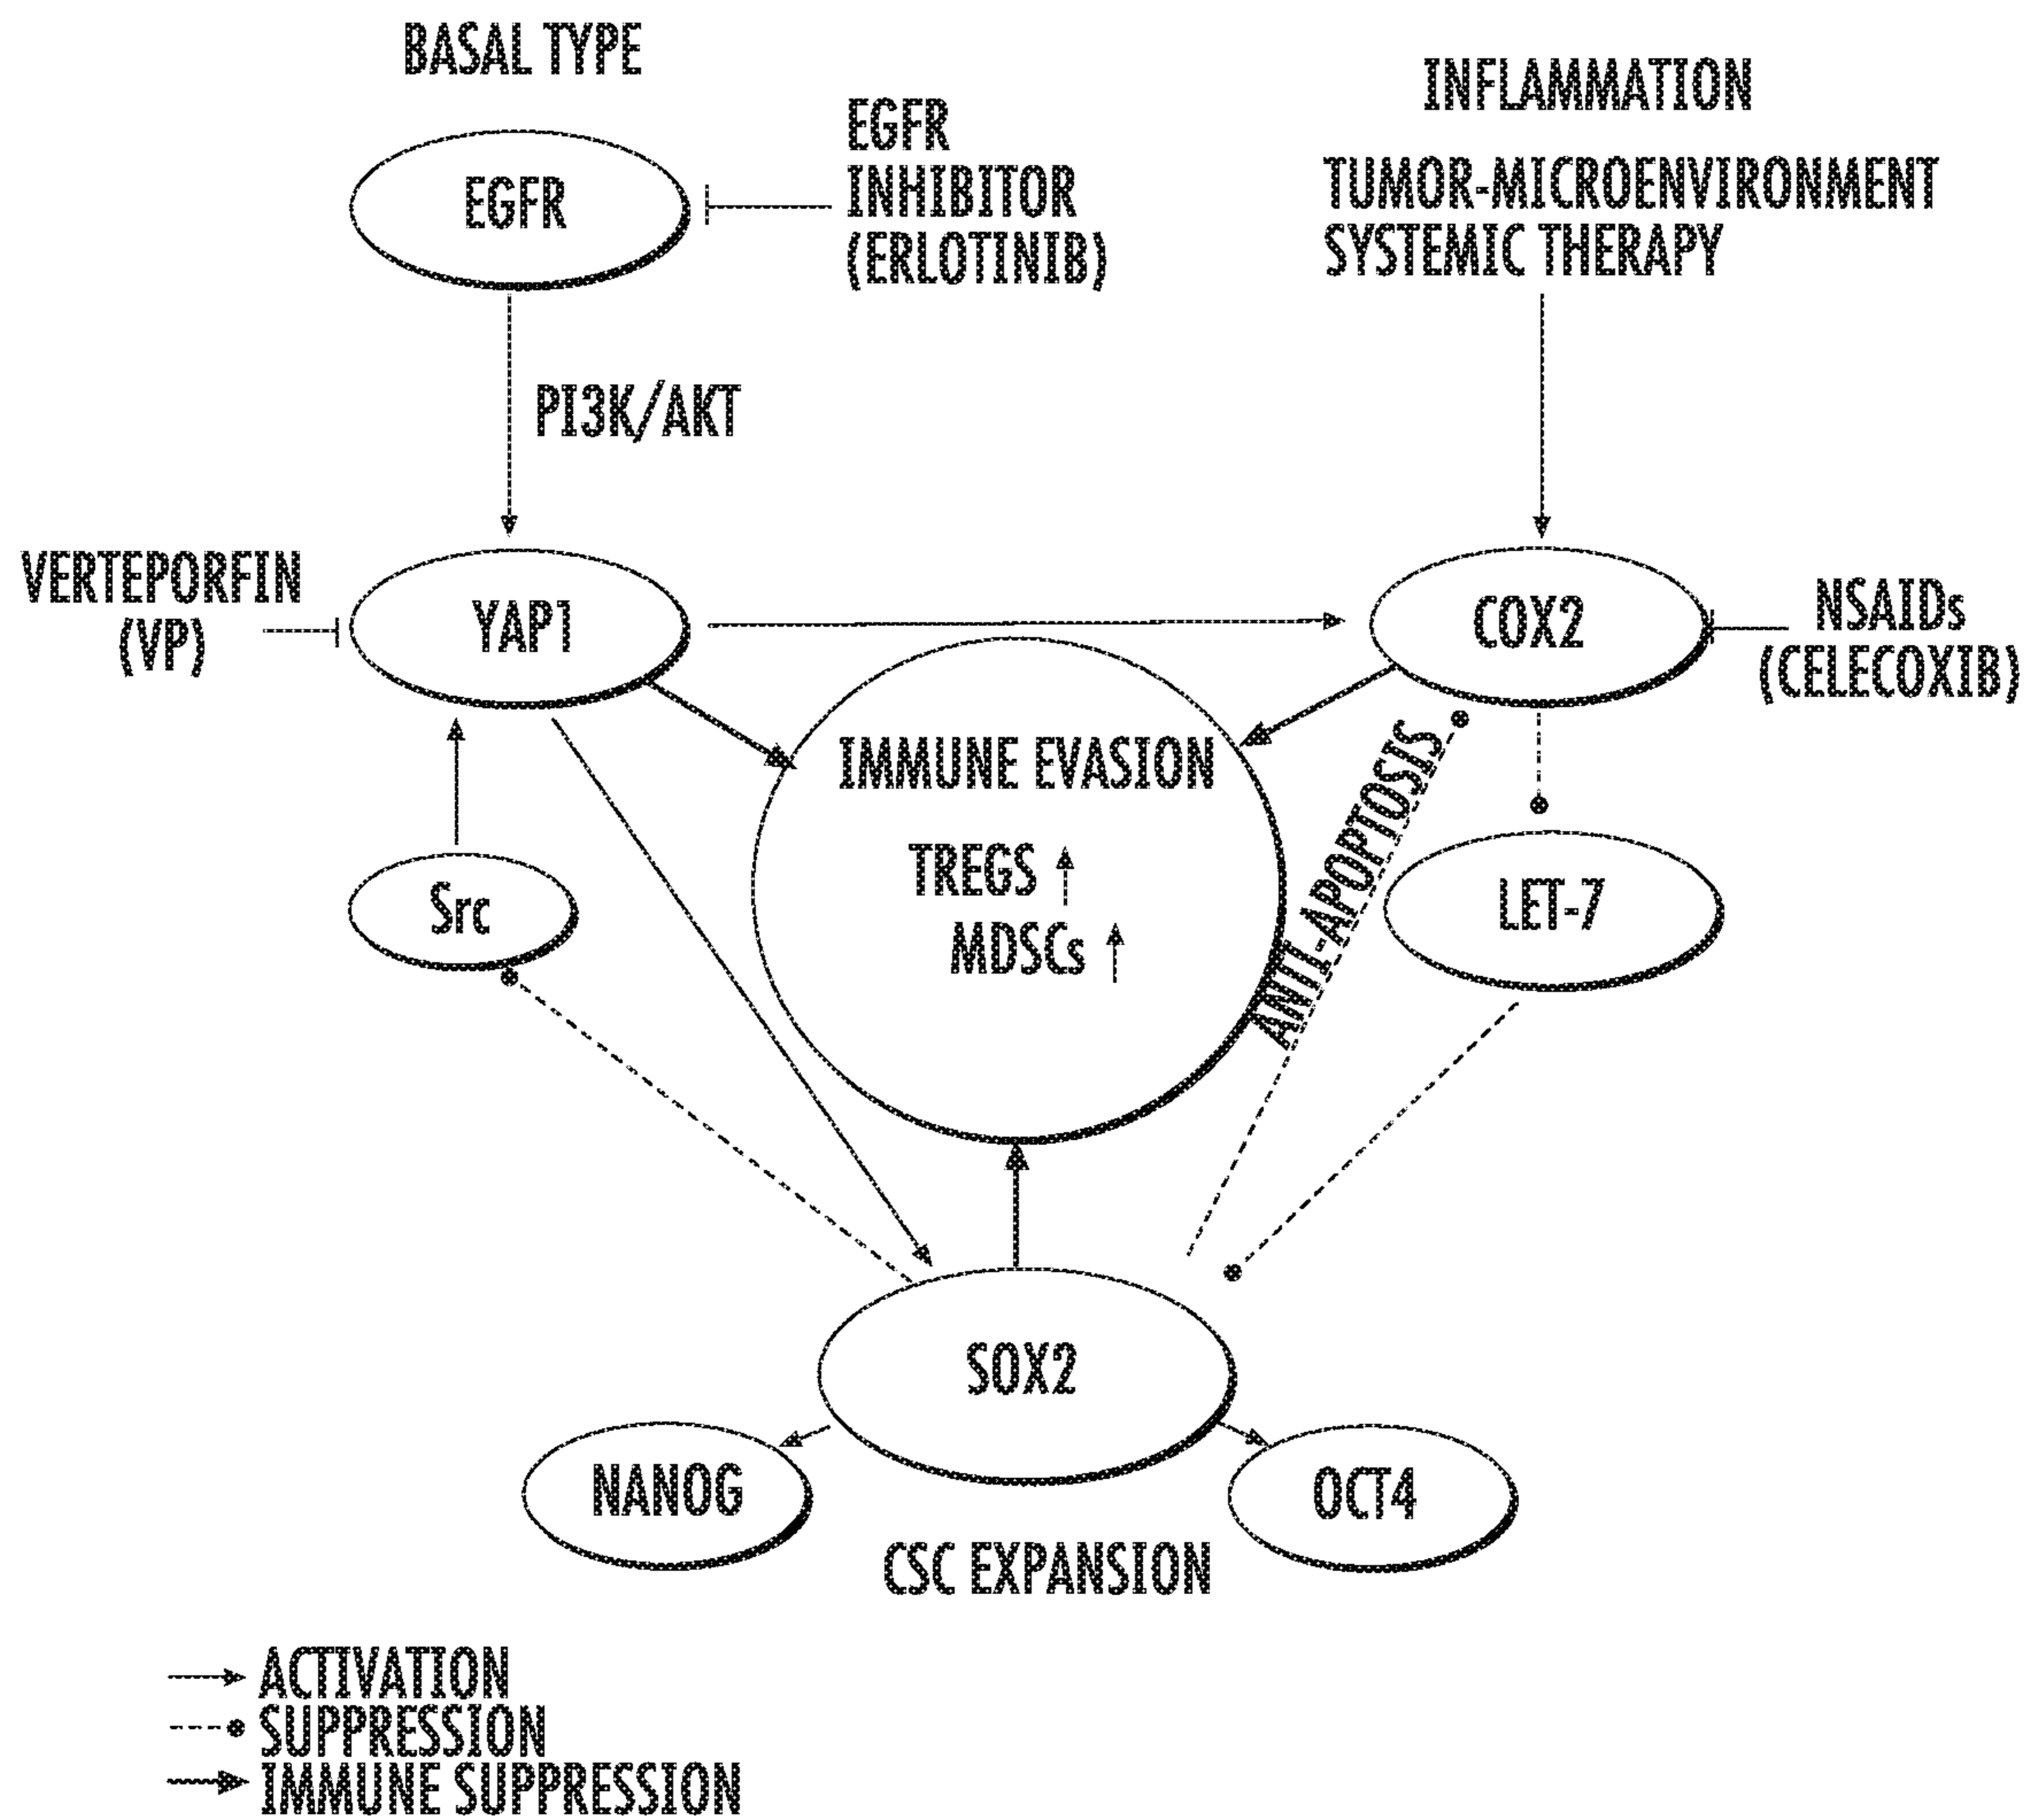 BASAL TYPE
EGFR
EGFR
INHIBITOR
(ERLOTINIB)
INFLAMMATION
TUMOR-MICROENVIRONMENT
SYSTEMIC THERAPY
PI3K/AKT
VERTEPORFIN
(VP)
YAP1
COX2
NSAIDs
(CELECOXIB)
IMMUNE EVASION
TREGS ↑
MDSCs ↑
ANTI-APOPTOSIS
Src
LET-7
SOX2
NANOG
OCT4
CSC EXPANSION
ACTIVATION
SUPPRESSION
IMMUNE SUPPRESSION